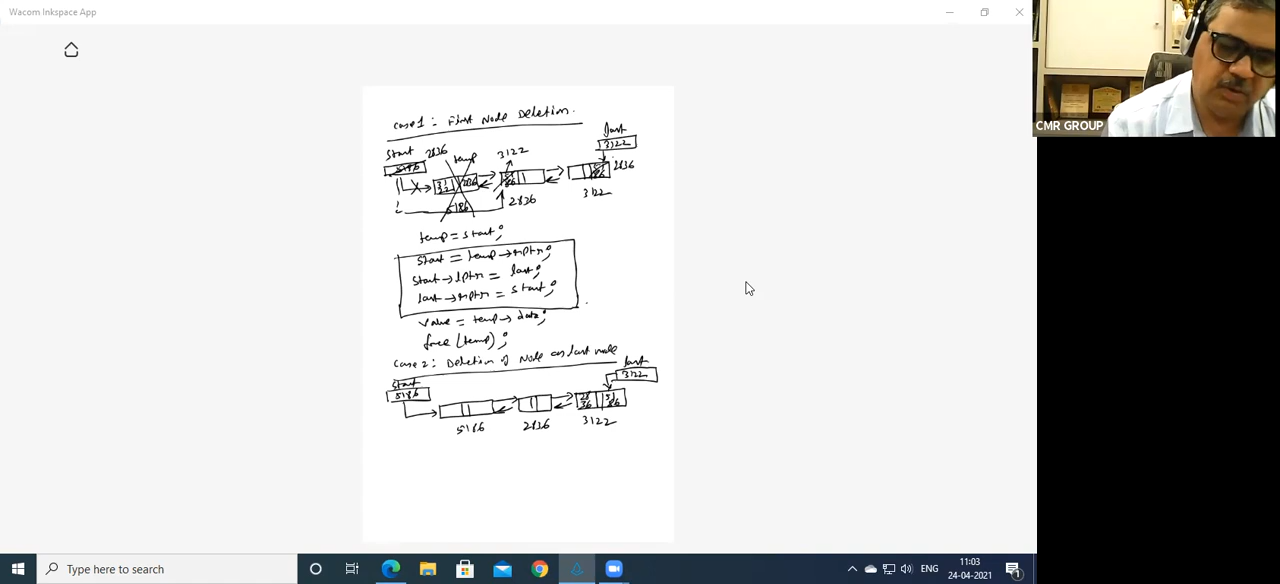 Wacom Inkspace App
CMR GROUP
Case 1: First Node Deletion.
last
3122
Start 2836
5186
temp
3122
2836
5186
2836
3122
temp = start;
start = temp→rptr;
start→lptr = last;
last→rptr = start;
value = temp→data;
free(temp);
Case 2: Deletion of Node as last node
last
3122
Start
5186
5186
2836
3122
Type here to search
ENG
11:03
24-04-2021
1